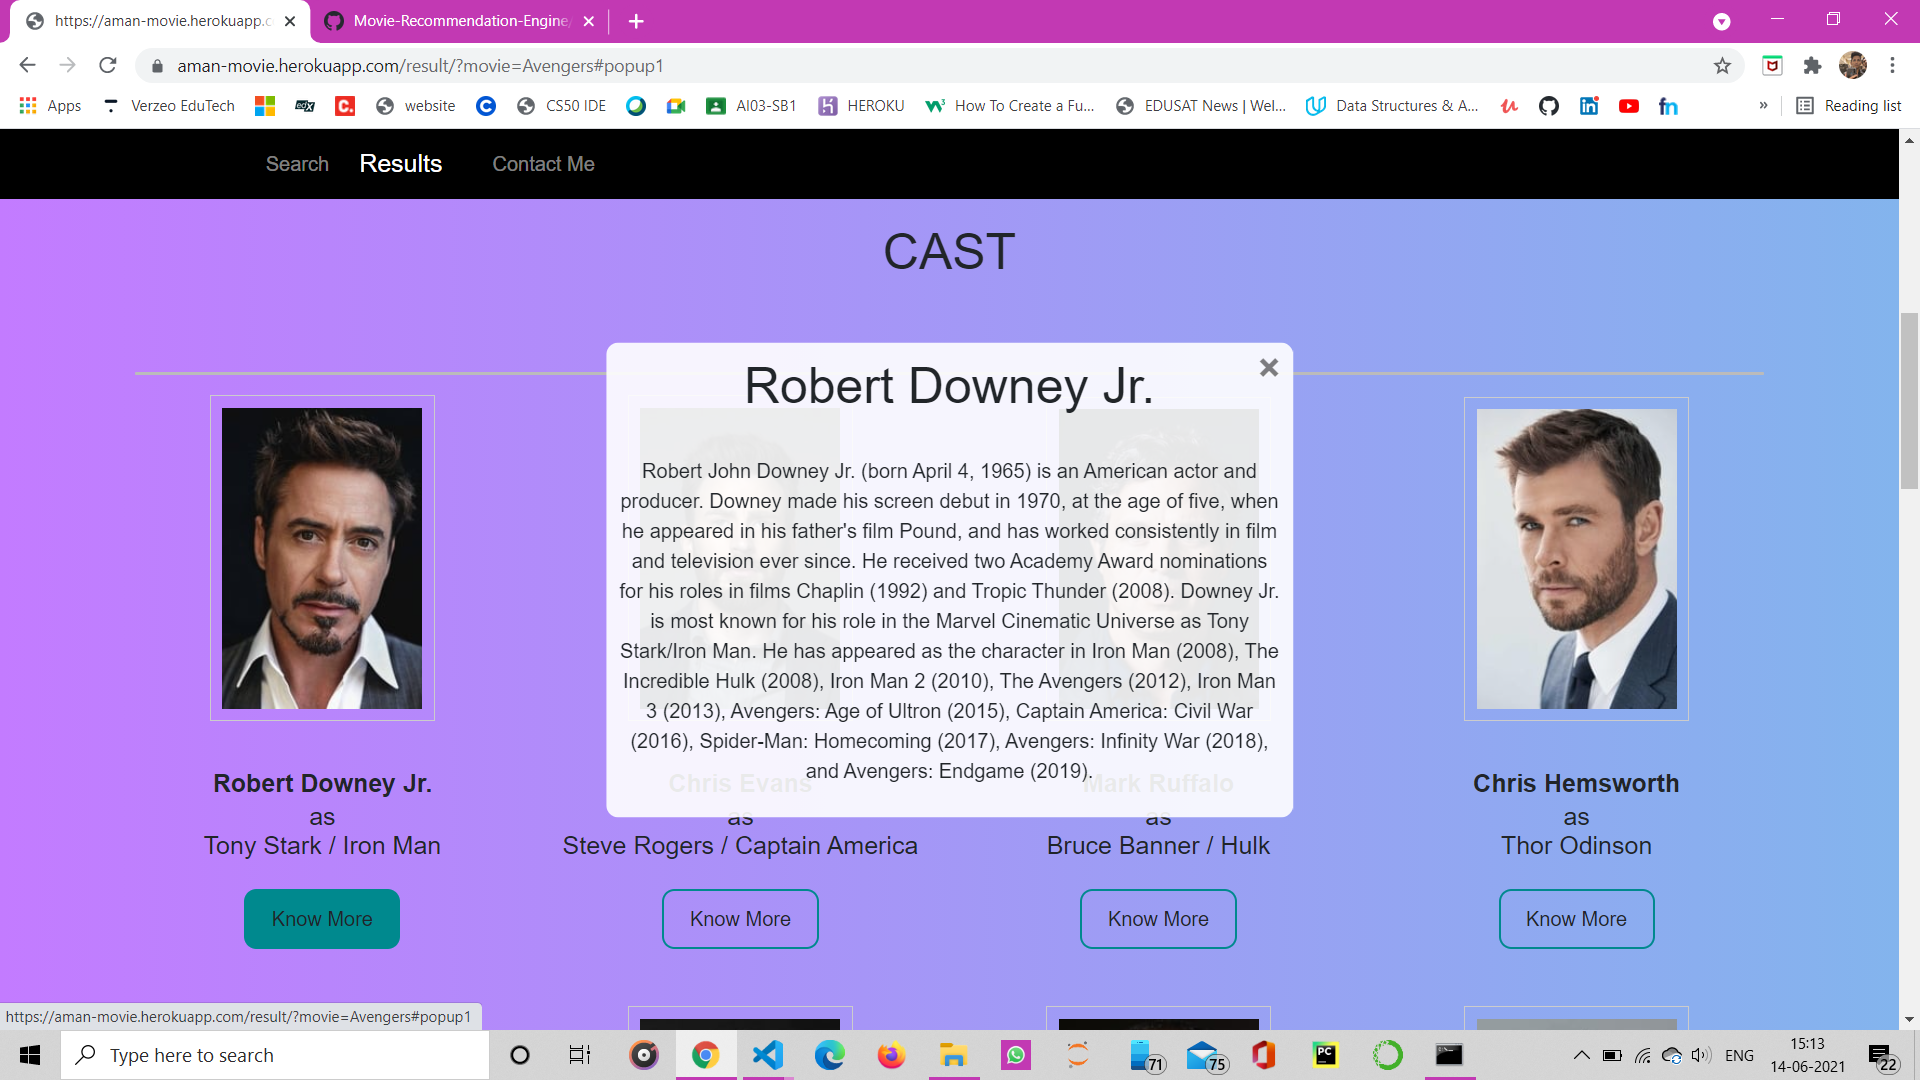 https://aman-movie.herokuapp.c
Movie-Recommendation-Engine/
aman-movie.herokuapp.com/result/?movie=Avengers#popup1
Apps
Verzeo EduTech
edX
website
CS50 IDE
AI03-SB1
HEROKU
How To Create a Fu...
EDUSAT News | Wel...
Data Structures & A...
»
Reading list
Search
Results
Contact Me
CAST
Robert Downey Jr.
Robert John Downey Jr. (born April 4, 1965) is an American actor and
producer. Downey made his screen debut in 1970, at the age of five, when
he appeared in his father's film Pound, and has worked consistently in film
and television ever since. He received two Academy Award nominations
for his roles in films Chaplin (1992) and Tropic Thunder (2008). Downey Jr.
is most known for his role in the Marvel Cinematic Universe as Tony
Stark/Iron Man. He has appeared as the character in Iron Man (2008), The
Incredible Hulk (2008), Iron Man 2 (2010), The Avengers (2012), Iron Man
3 (2013), Avengers: Age of Ultron (2015), Captain America: Civil War
(2016), Spider-Man: Homecoming (2017), Avengers: Infinity War (2018),
and Avengers: Endgame (2019).
Robert Downey Jr.
as
Tony Stark / Iron Man
Know More
Chris Evans
as
Steve Rogers / Captain America
Know More
Mark Ruffalo
as
Bruce Banner / Hulk
Know More
Chris Hemsworth
as
Thor Odinson
Know More
https://aman-movie.herokuapp.com/result/?movie=Avengers#popup1
Type here to search
71
75
PC
ENG
15:13
14-06-2021
22